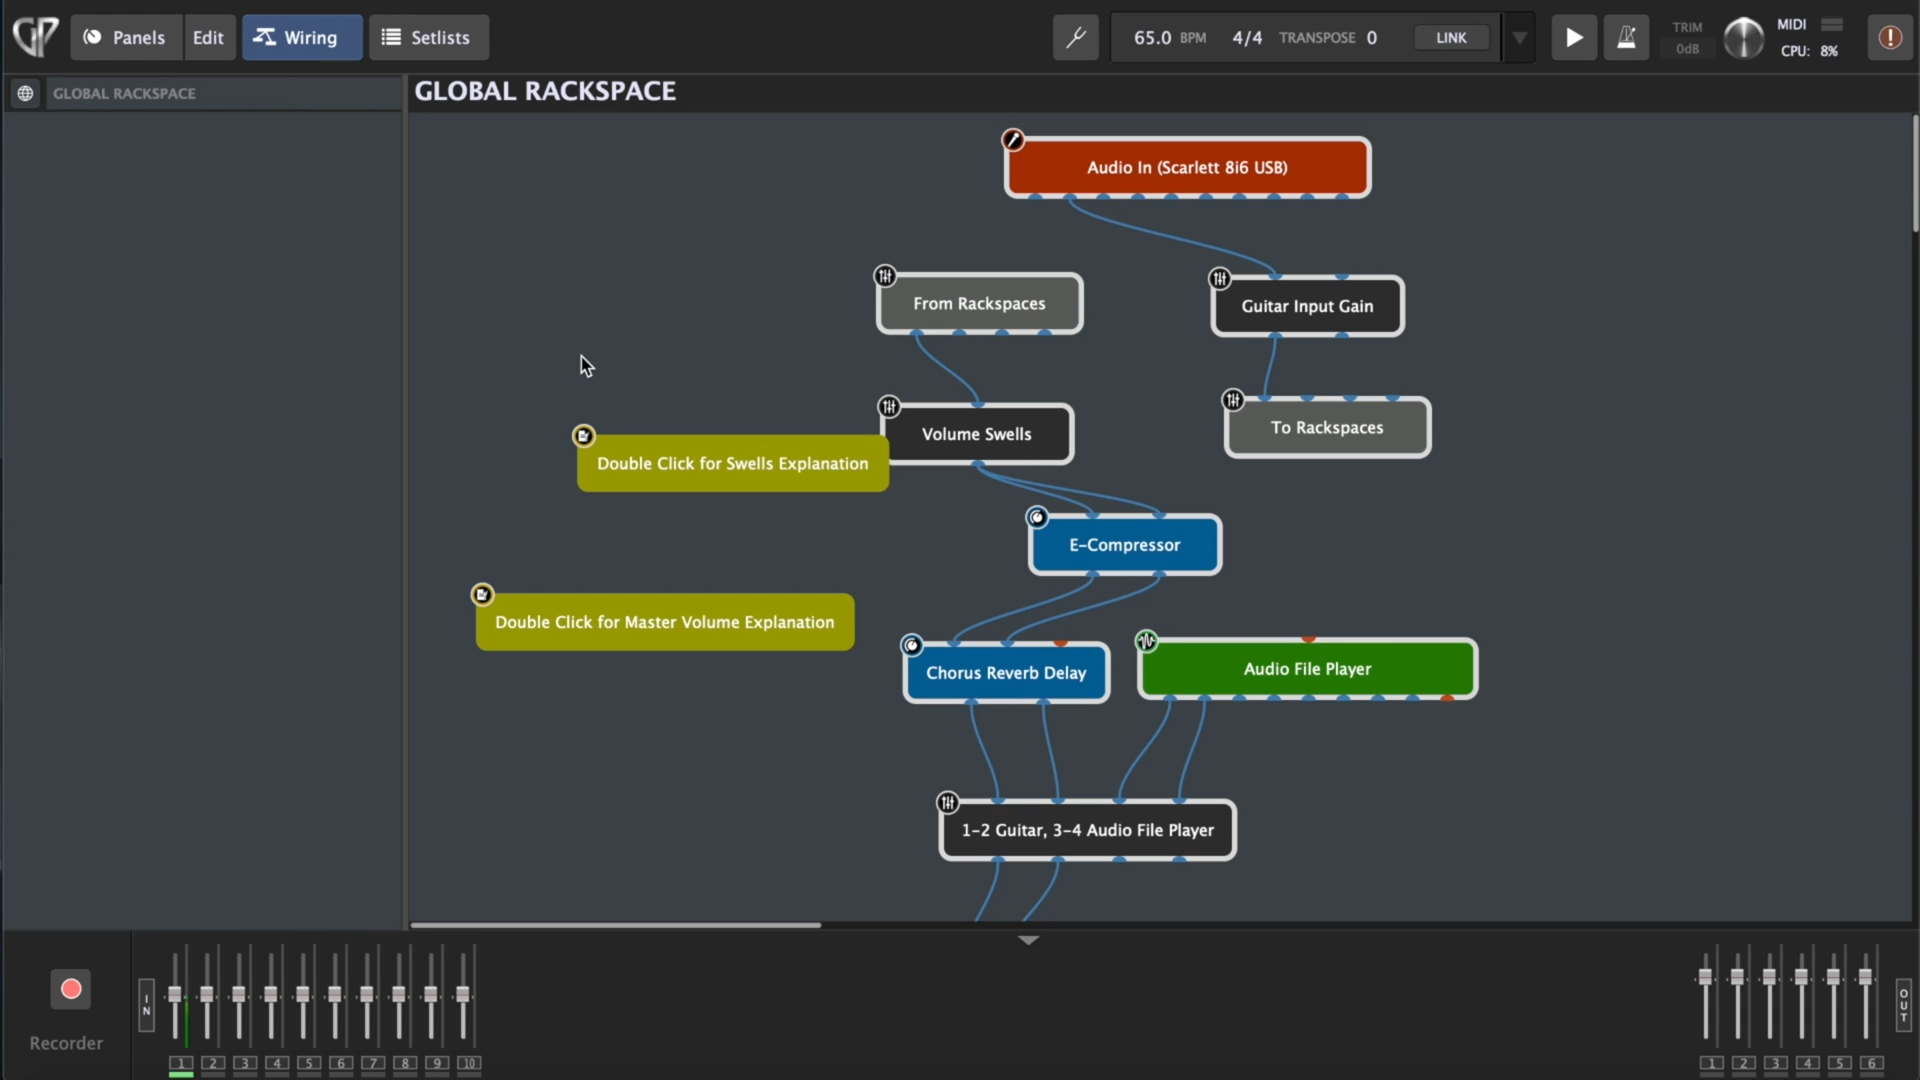 GP
Panels
Edit
Wiring
Setlists
65.0 BPM 4/4 TRANSPOSE 0
LINK
TRIM
0dB
MIDI
CPU: 8%
GLOBAL RACKSPACE
GLOBAL RACKSPACE
Audio In (Scarlett 8i6 USB)
From Rackspaces
Guitar Input Gain
To Rackspaces
Volume Swells
Double Click for Swells Explanation
E-Compressor
Double Click for Master Volume Explanation
Chorus Reverb Delay
Audio File Player
1-2 Guitar, 3-4 Audio File Player
IN
OUT
Recorder
1 2 3 4 5 6 7 8 9 10
1 2 3 4 5 6